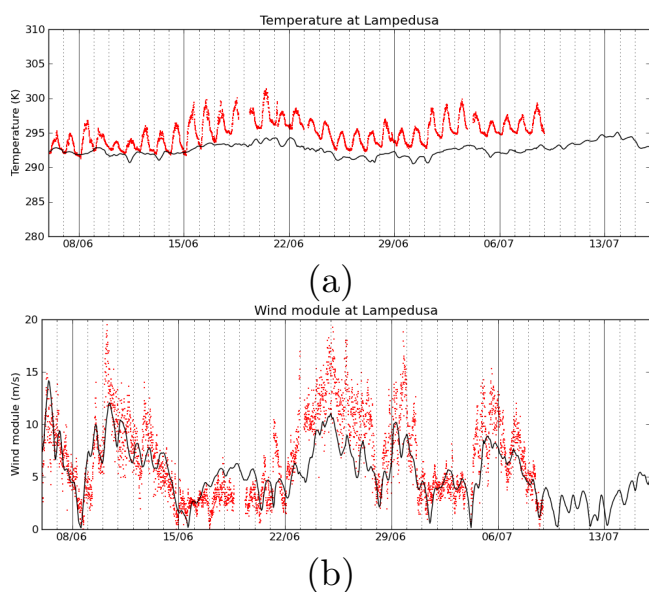 Temperature at Lampedusa
310
305
300
295
290
285
280
Temperature (K)
08/06 15/06 22/06 29/06 06/07 13/07
(a)
Wind module at Lampedusa
20
15
10
5
0
Wind module (m/s)
08/06 15/06 22/06 29/06 06/07 13/07
(b)